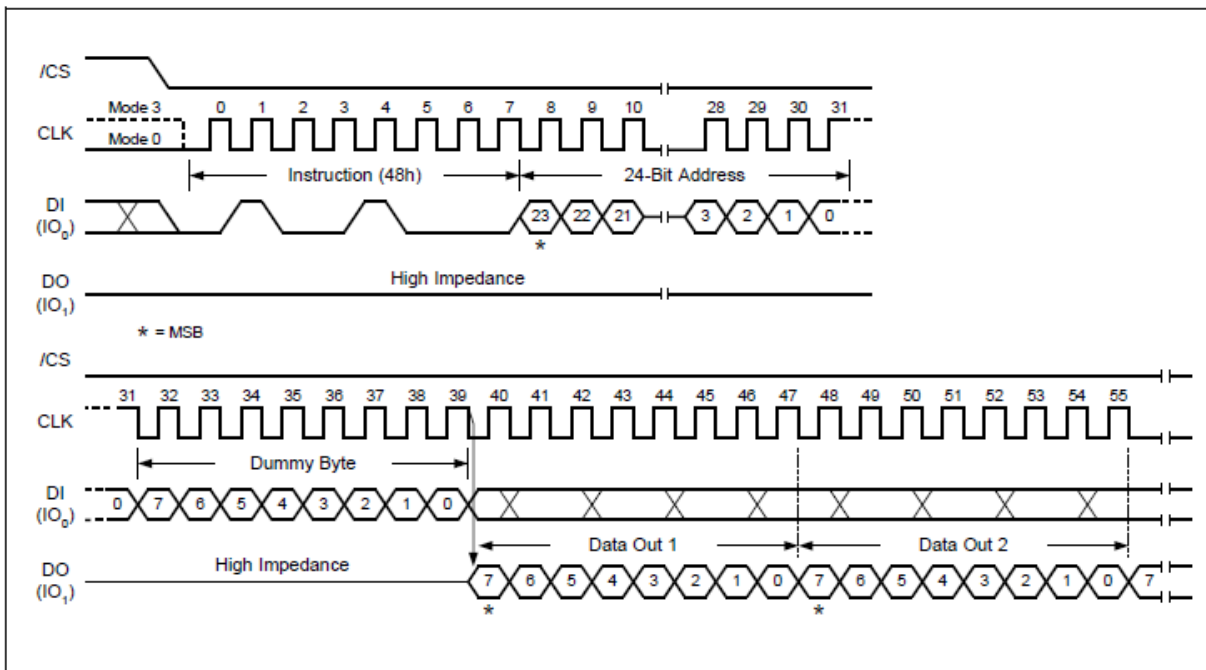 /CS
Mode 3 0 1 2 3 4 5 6 7 8 9 10 28 29 30 31
CLK
Mode 0
Instruction (48h) 24-Bit Address
DI
(IO0) 23 22 21 3 2 1 0
*
DO High Impedance
(IO1)
* = MSB
/CS
31 32 33 34 35 36 37 38 39 40 41 42 43 44 45 46 47 48 49 50 51 52 53 54 55
CLK
Dummy Byte
DI
(IO0) 0 7 6 5 4 3 2 1 0
Data Out 1 Data Out 2
DO High Impedance
(IO1) 7 6 5 4 3 2 1 0 7 6 5 4 3 2 1 0 7
* *